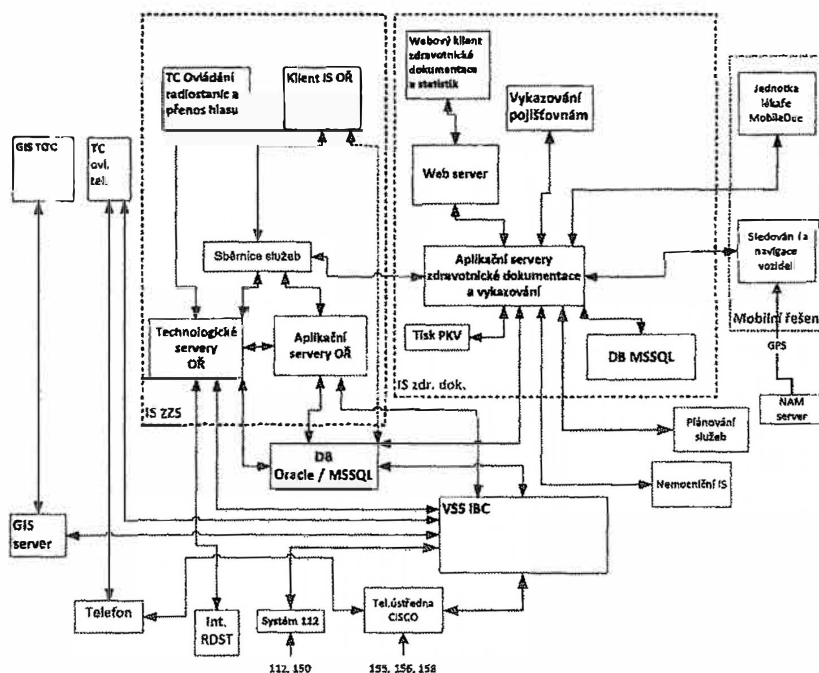 TC Ovládání
radiostanic a
přenos hlasu
Klient IS OŘ
Webový klient
zdravotnické
dokumentace
a statistik
Vykazování
pojišťovnám
Jednotka
lékaře
MobileDoc
GIS TCTC
TC
ovl.
tel.
Web server
Sběrnice služeb
Aplikační servery
zdravotnické dokumentace
a vykazování
Sledování a
navigace
vozidel
Mobilní řešen
Technologické
servery
OŘ
Aplikační
servery OŘ
Tisk PKV
DB MSSQL
GPS
IS ZZS
IS zdr. dok.
NAM
server
Plánování
služeb
DB
Oracle / MSSQL
Nemocniční IS
VSS IBC
GIS
server
Telefon
Int.
RDST
Systém 112
Tel.ústředna
CISCO
112, 150
155, 156, 158